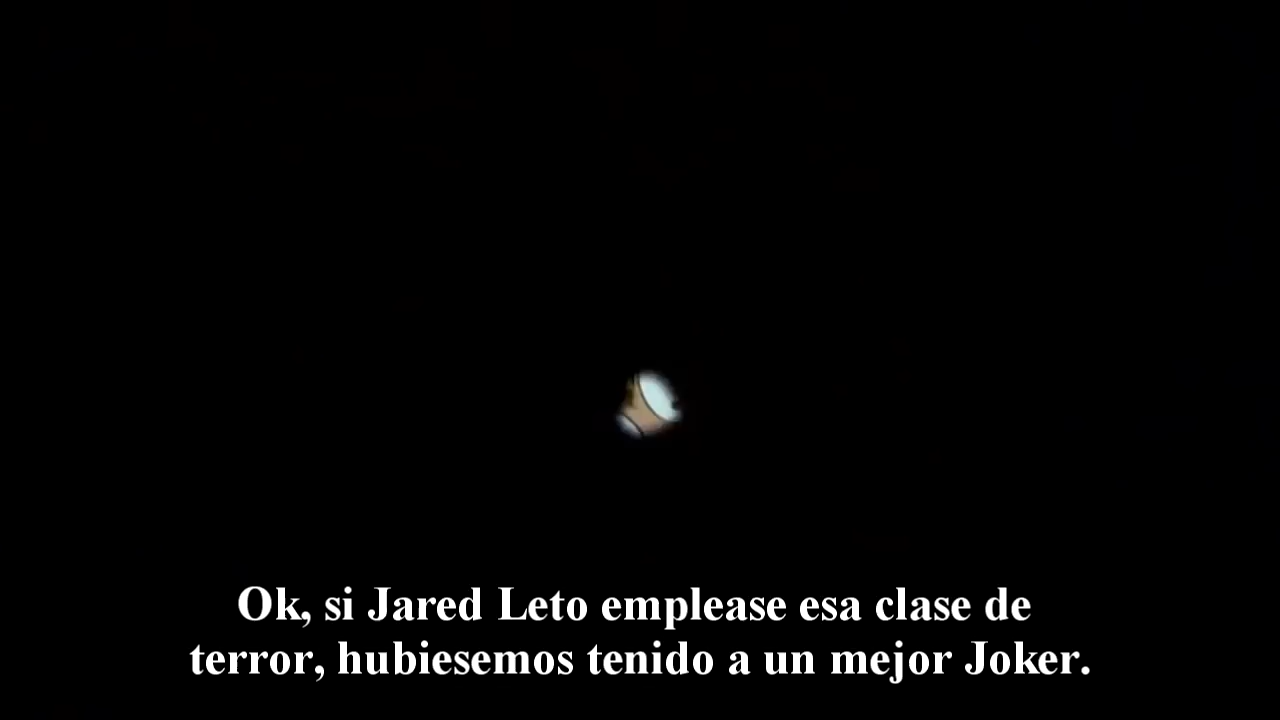 Ok, si Jared Leto emplease esa clase de
terror, hubiesemos tenido a un mejor Joker.